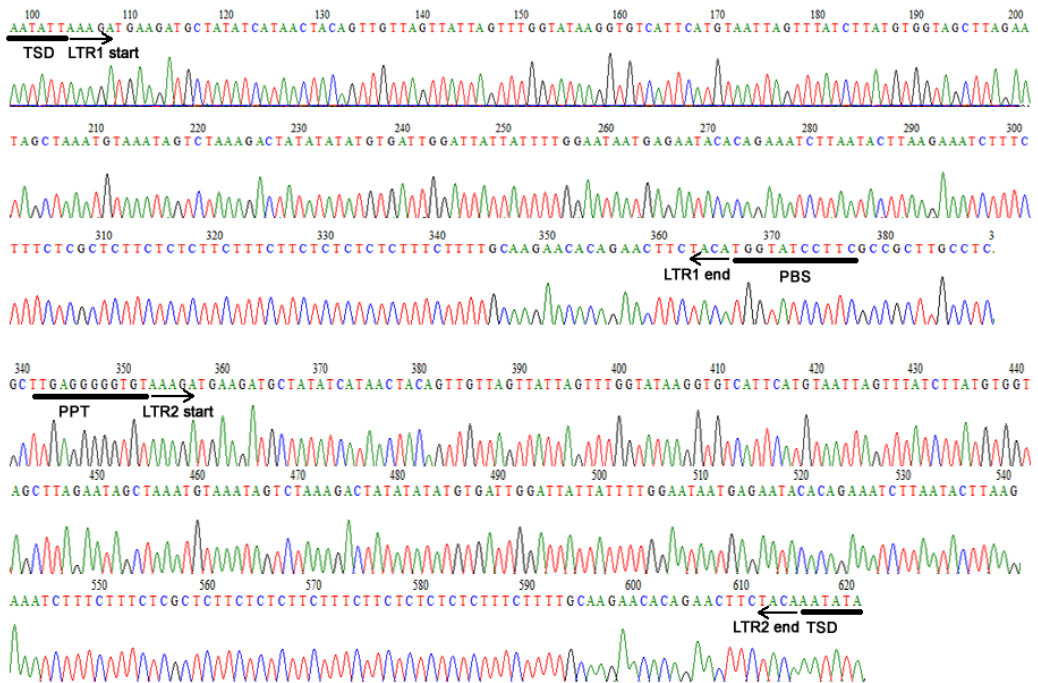 100 110 120 130 140 150 160 170 180 190 200
AATATTAAAGATGAAGATGCTATATCATAACTACAGTTGTTAGTTATTAGTTTGGTATAAGGTGTCATTCATGTAATTAGTTTATCTTATGTGGTAGCTTAGAA
TSD LTR1 start
210 220 230 240 250 260 270 280 290 300
TAGCTAAATGTAAATAGTCTAAAGACTATATATATGTGATTGGATTATTATTTTGGAATAATGAGAATACACAGAAATCTTAATACTTAAGAAATCTTTC
310 320 330 340 350 360 370 380 3
TTTCTCGCTCTTCTCTCTTCTTTCTTCTCTCTCTCTTTCTTTTGCAAGAACACAGAACTTCTACATGGTATCCTTCGCCGCTTGCCTC.
LTR1 end PBS
340 350 360 370 380 390 400 410 420 430 440
GCTTGAGGGGGTGTAAAGATGAAGATGCTATATCATAACTACAGTTGTTAGTTATTAGTTTGGTATAAGGTGTCATTCATGTAATTAGTTTATCTTATGTGGT
PPT LTR2 start
450 460 470 480 490 500 510 520 530 540
AGCTTAGAATAGCTAAATGTAAATAGTCTAAAGACTATATATATGTGATTGGATTATTATTTTGGAATAATGAGAATACACAGAAATCTTAATACTTAAG
550 560 570 580 590 600 610 620
AAATCTTTCTTTCTCGCTCTTCTCTCTTCTTTCTTCTCTCTCTCTTTCTTTTGCAAGAACACAGAACTTCTACAAATATA
LTR2 end TSD